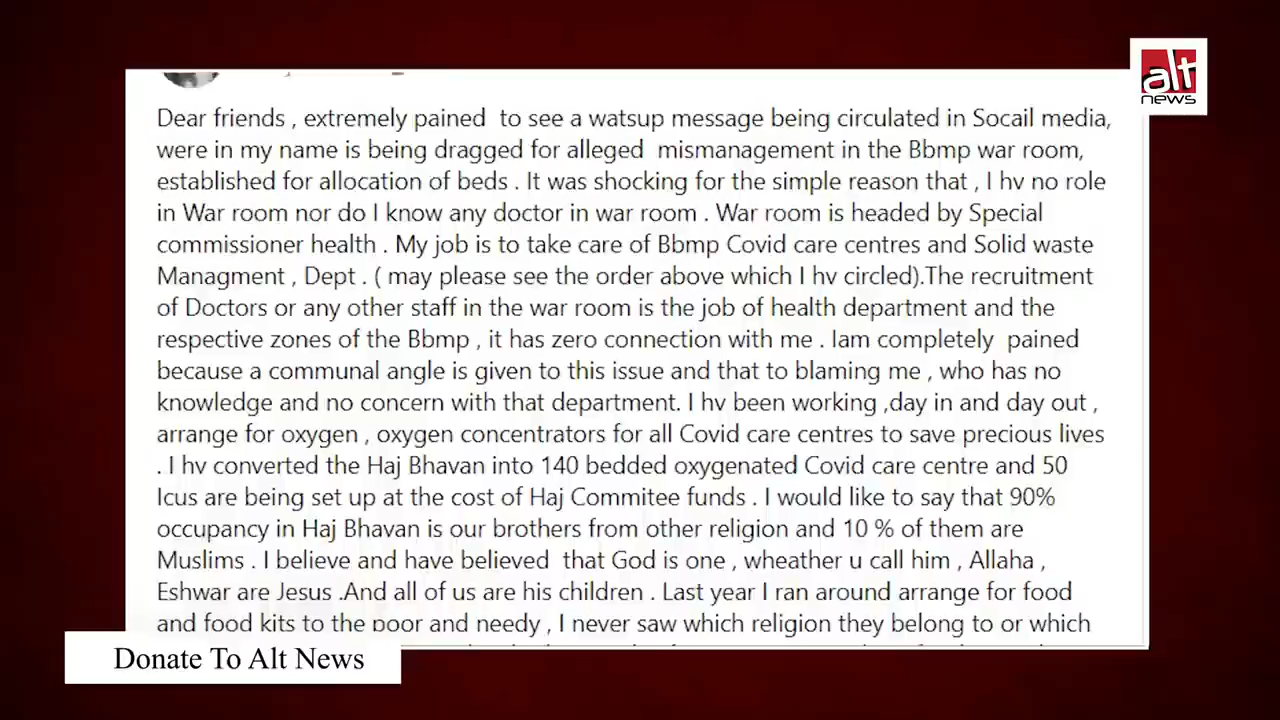 alt
news
Dear friends , extremely pained to see a watsup message being circulated in Socail media,
were in my name is being dragged for alleged mismanagement in the Bbmp war room,
established for allocation of beds . It was shocking for the simple reason that , I hv no role
in War room nor do I know any doctor in war room . War room is headed by Special
commissioner health . My job is to take care of Bbmp Covid care centres and Solid waste
Managment , Dept . ( may please see the order above which I hv circled).The recruitment
of Doctors or any other staff in the war room is the job of health department and the
respective zones of the Bbmp , it has zero connection with me . Iam completely pained
because a communal angle is given to this issue and that to blaming me , who has no
knowledge and no concern with that department. I hv been working ,day in and day out ,
arrange for oxygen , oxygen concentrators for all Covid care centres to save precious lives
. I hv converted the Haj Bhavan into 140 bedded oxygenated Covid care centre and 50
Icus are being set up at the cost of Haj Commitee funds . I would like to say that 90%
occupancy in Haj Bhavan is our brothers from other religion and 10 % of them are
Muslims . I believe and have believed that God is one , wheather u call him , Allaha ,
Eshwar are Jesus .And all of us are his children . Last year I ran around arrange for food
and food kits to the poor and needy , I never saw which religion they belong to or which
Donate To Alt News